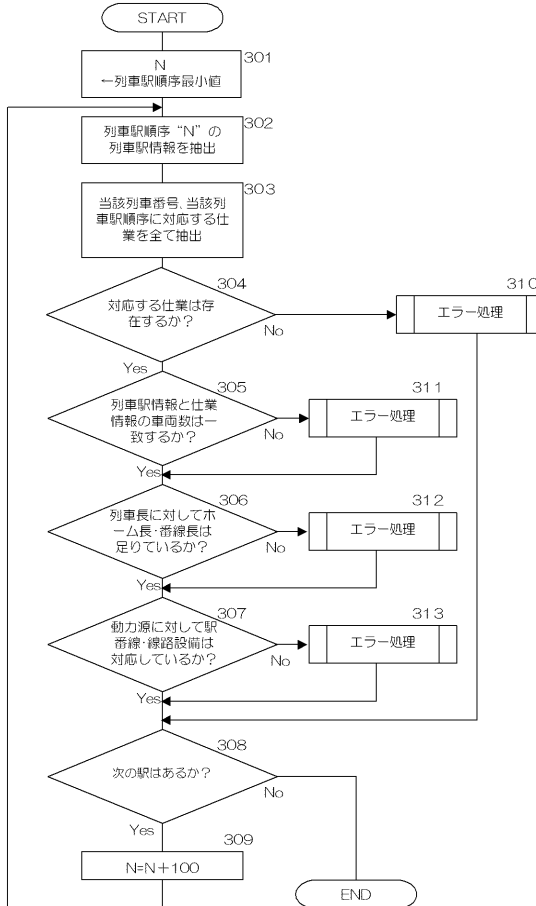 START
301
N
←列車駅順序最小値
302
列車駅順序“N”の
列車駅情報を抽出
303
当該列車番号、当該列
車駅順序に対応する仕
業を全て抽出
304
対応する仕業は存
在するか?
No
310
エラー処理
Yes
305
列車駅情報と仕業
情報の車両数は一
致するか?
No
311
エラー処理
Yes
306
列車長に対してホ
ーム長・番線長は
足りているか?
No
312
エラー処理
Yes
307
動力源に対して駅
番線・線路設備は
対応しているか?
No
313
エラー処理
Yes
308
次の駅はあるか?
No
Yes
309
N=N+100
END